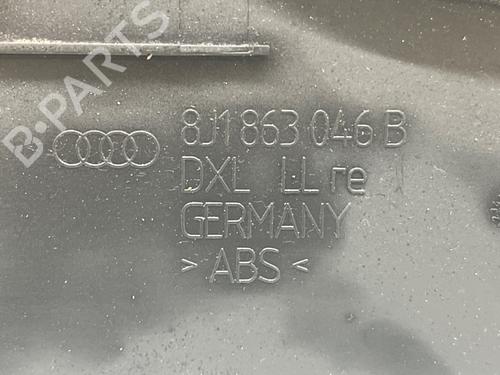 B-PARTS
8J1 863 046 B
DXL LL re I
GERMANY
> ABS <